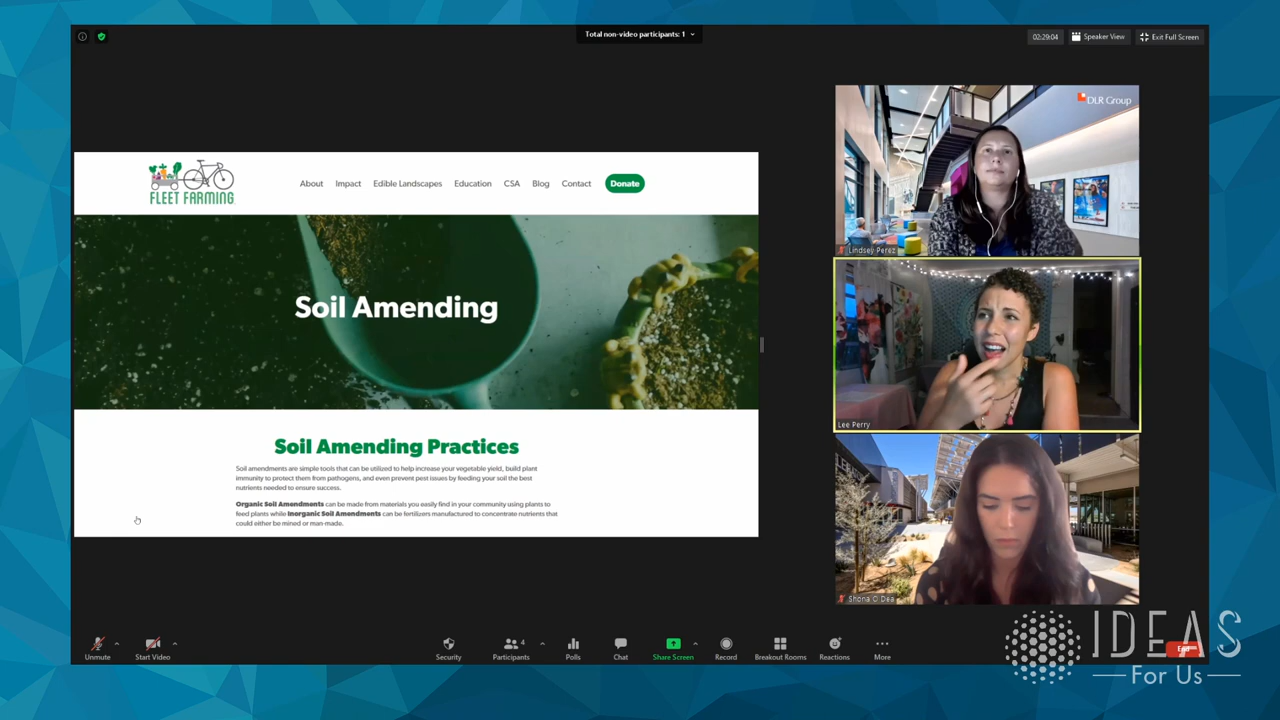 Total non-video participants: 1
02:29:04
Speaker View
Exit Full Screen
DLR Group
FLEET FARMING
About
Impact
Edible Landscapes
Education
CSA
Blog
Contact
Donate
Soil Amending
Soil Amending Practices
Soil amendments are simple tools that can be utilized to help increase your vegetable yield, build plant
immunity to protect them from pathogens, and even prevent pest issues by feeding your soil the best
nutrients needed to ensure success.
Organic Soil Amendments can be made from materials you easily find in your community using plants to
feed plants while Inorganic Soil Amendments can be fertilizers manufactured to concentrate nutrients that
could either be mined or man-made.
Lindsey Perez
Lee Perry
Shona O Dea
Unmute
Start Video
Security
4
Participants
Polls
Chat
Share Screen
Record
Breakout Rooms
Reactions
More
End
IDEAS
For Us